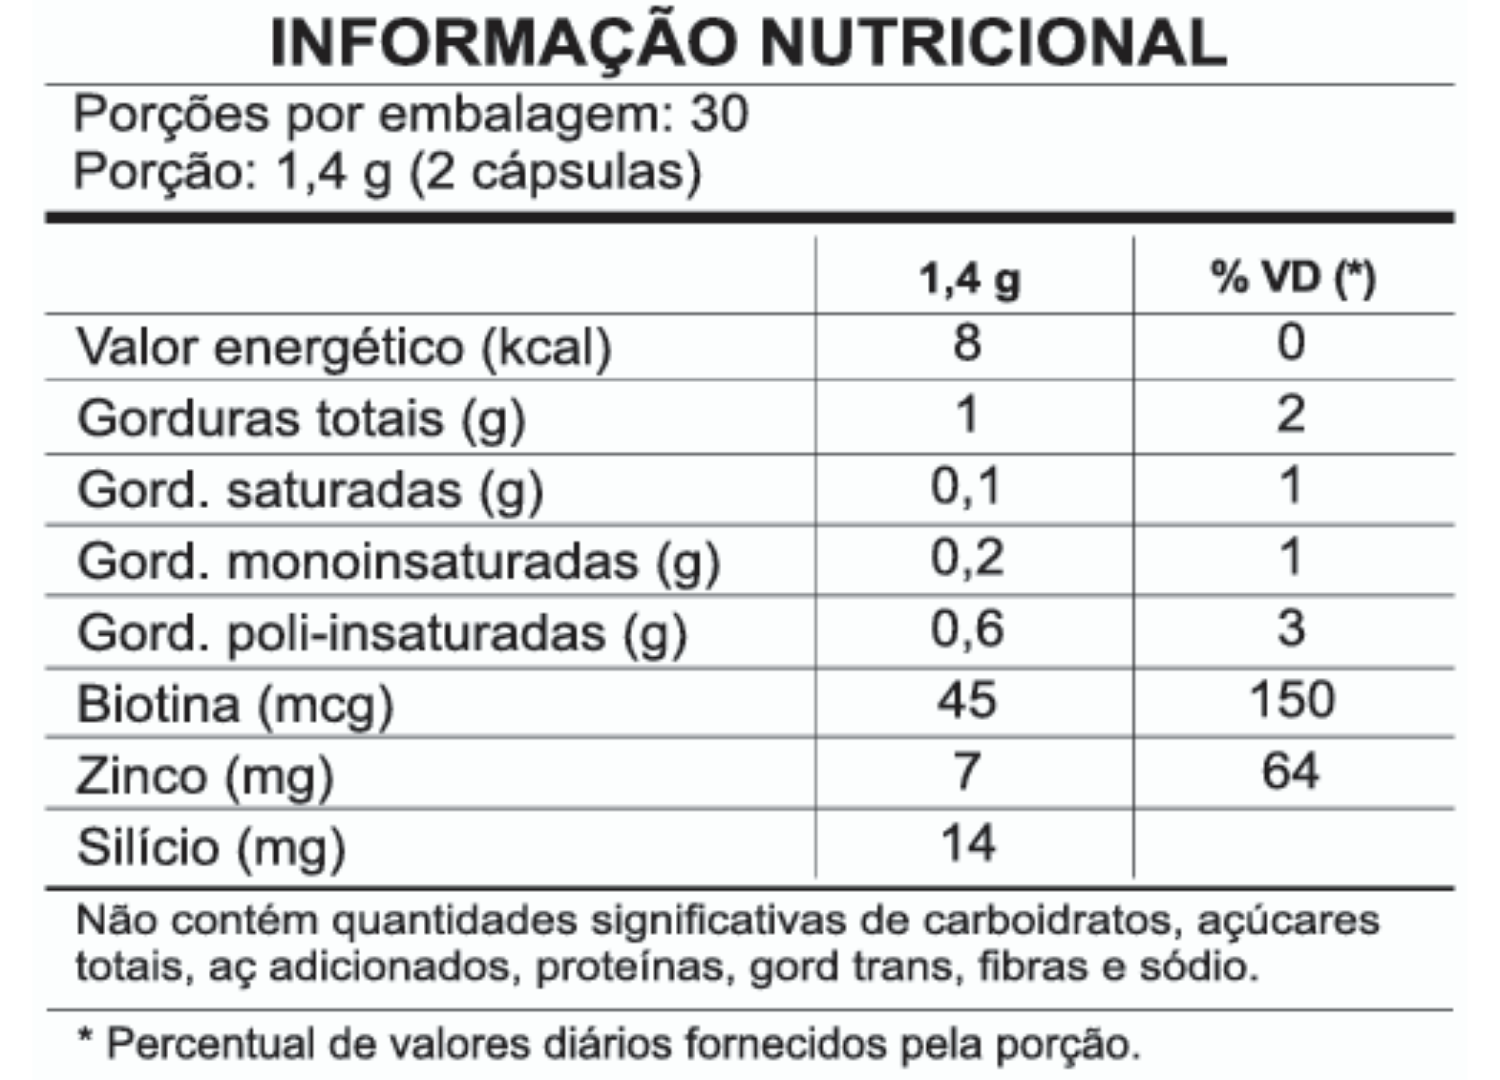 INFORMAÇÃO NUTRICIONAL
Porções por embalagem: 30
Porção: 1,4 g (2 cápsulas)
1,4 g % VD (*)
Valor energético (kcal) 8 0
Gorduras totais (g) 1 2
Gord. saturadas (g) 0,1 1
Gord. monoinsaturadas (g) 0,2 1
Gord. poli-insaturadas (g) 0,6 3
Biotina (mcg) 45 150
Zinco (mg) 7 64
Silício (mg) 14
Não contém quantidades significativas de carboidratos, açúcares
totais, aç adicionados, proteínas, gord trans, fibras e sódio.
* Percentual de valores diários fornecidos pela porção.